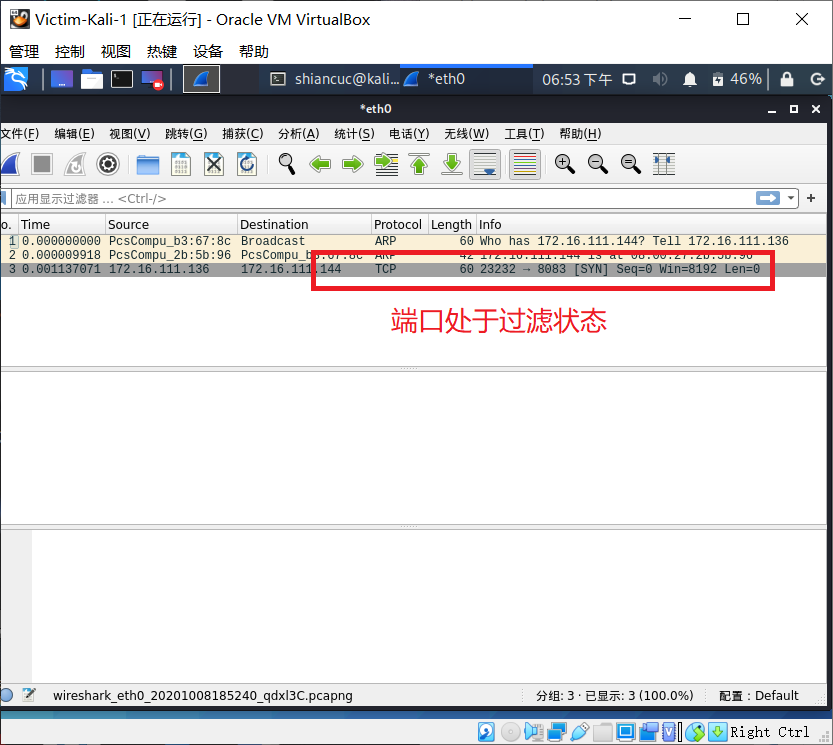 Victim-Kali-1 [正在运行] - Oracle VM VirtualBox
管理 控制 视图 热键 设备 帮助
shiancuc@kali... *eth0 06:53 下午 46%
*eth0
文件(F) 编辑(E) 视图(V) 跳转(G) 捕获(C) 分析(A) 统计(S) 电话(Y) 无线(W) 工具(T) 帮助(H)
应用显示过滤器 … <Ctrl-/>
o. Time Source Destination Protocol Length Info
1 0.000000000 PcsCompu_b3:67:8c Broadcast ARP 60 Who has 172.16.111.144? Tell 172.16.111.136
2 0.000009918 PcsCompu_2b:5b:96 PcsCompu_b3:67:8c ARP 42 172.16.111.144 is at 08:00:27:2b:5b:96
3 0.001137071 172.16.111.136 172.16.111.144 TCP 60 23232 → 8083 [SYN] Seq=0 Win=8192 Len=0
端口处于过滤状态
wireshark_eth0_20201008185240_qdxl3C.pcapng 分组: 3 · 已显示: 3 (100.0%) 配置: Default
Right Ctrl